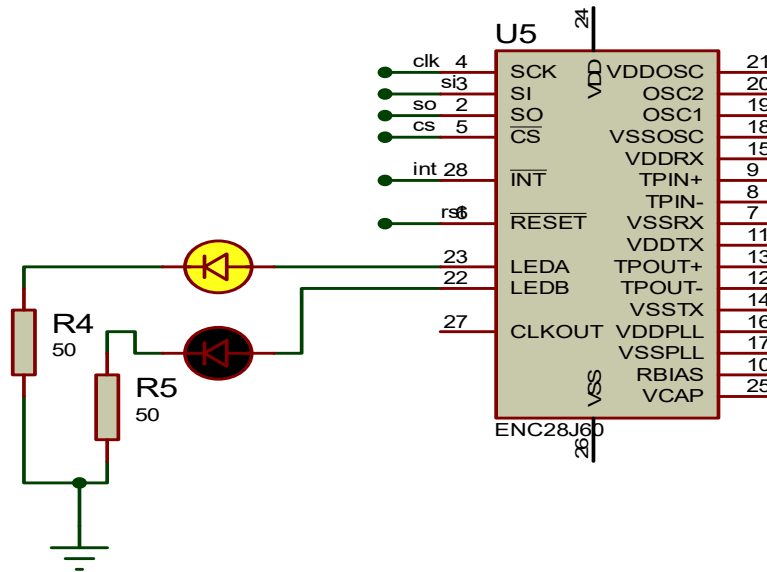 24
U5
clk 4 SCK VDD VDDOSC 21
si 3 SI OSC2 20
so 2 SO OSC1 19
cs 5 CS VSSOSC 18
VDDRX 15
int 28 INT TPIN+ 9
TPIN- 8
rst 6 RESET VSSRX 7
VDDTX 11
23 LEDA TPOUT+ 13
22 LEDB TPOUT- 12
VSSTX 14
27 CLKOUT VDDPLL 16
VSSPLL 17
RBIAS 10
VSS VCAP 25
ENC28J60
26
R4
50
R5
50